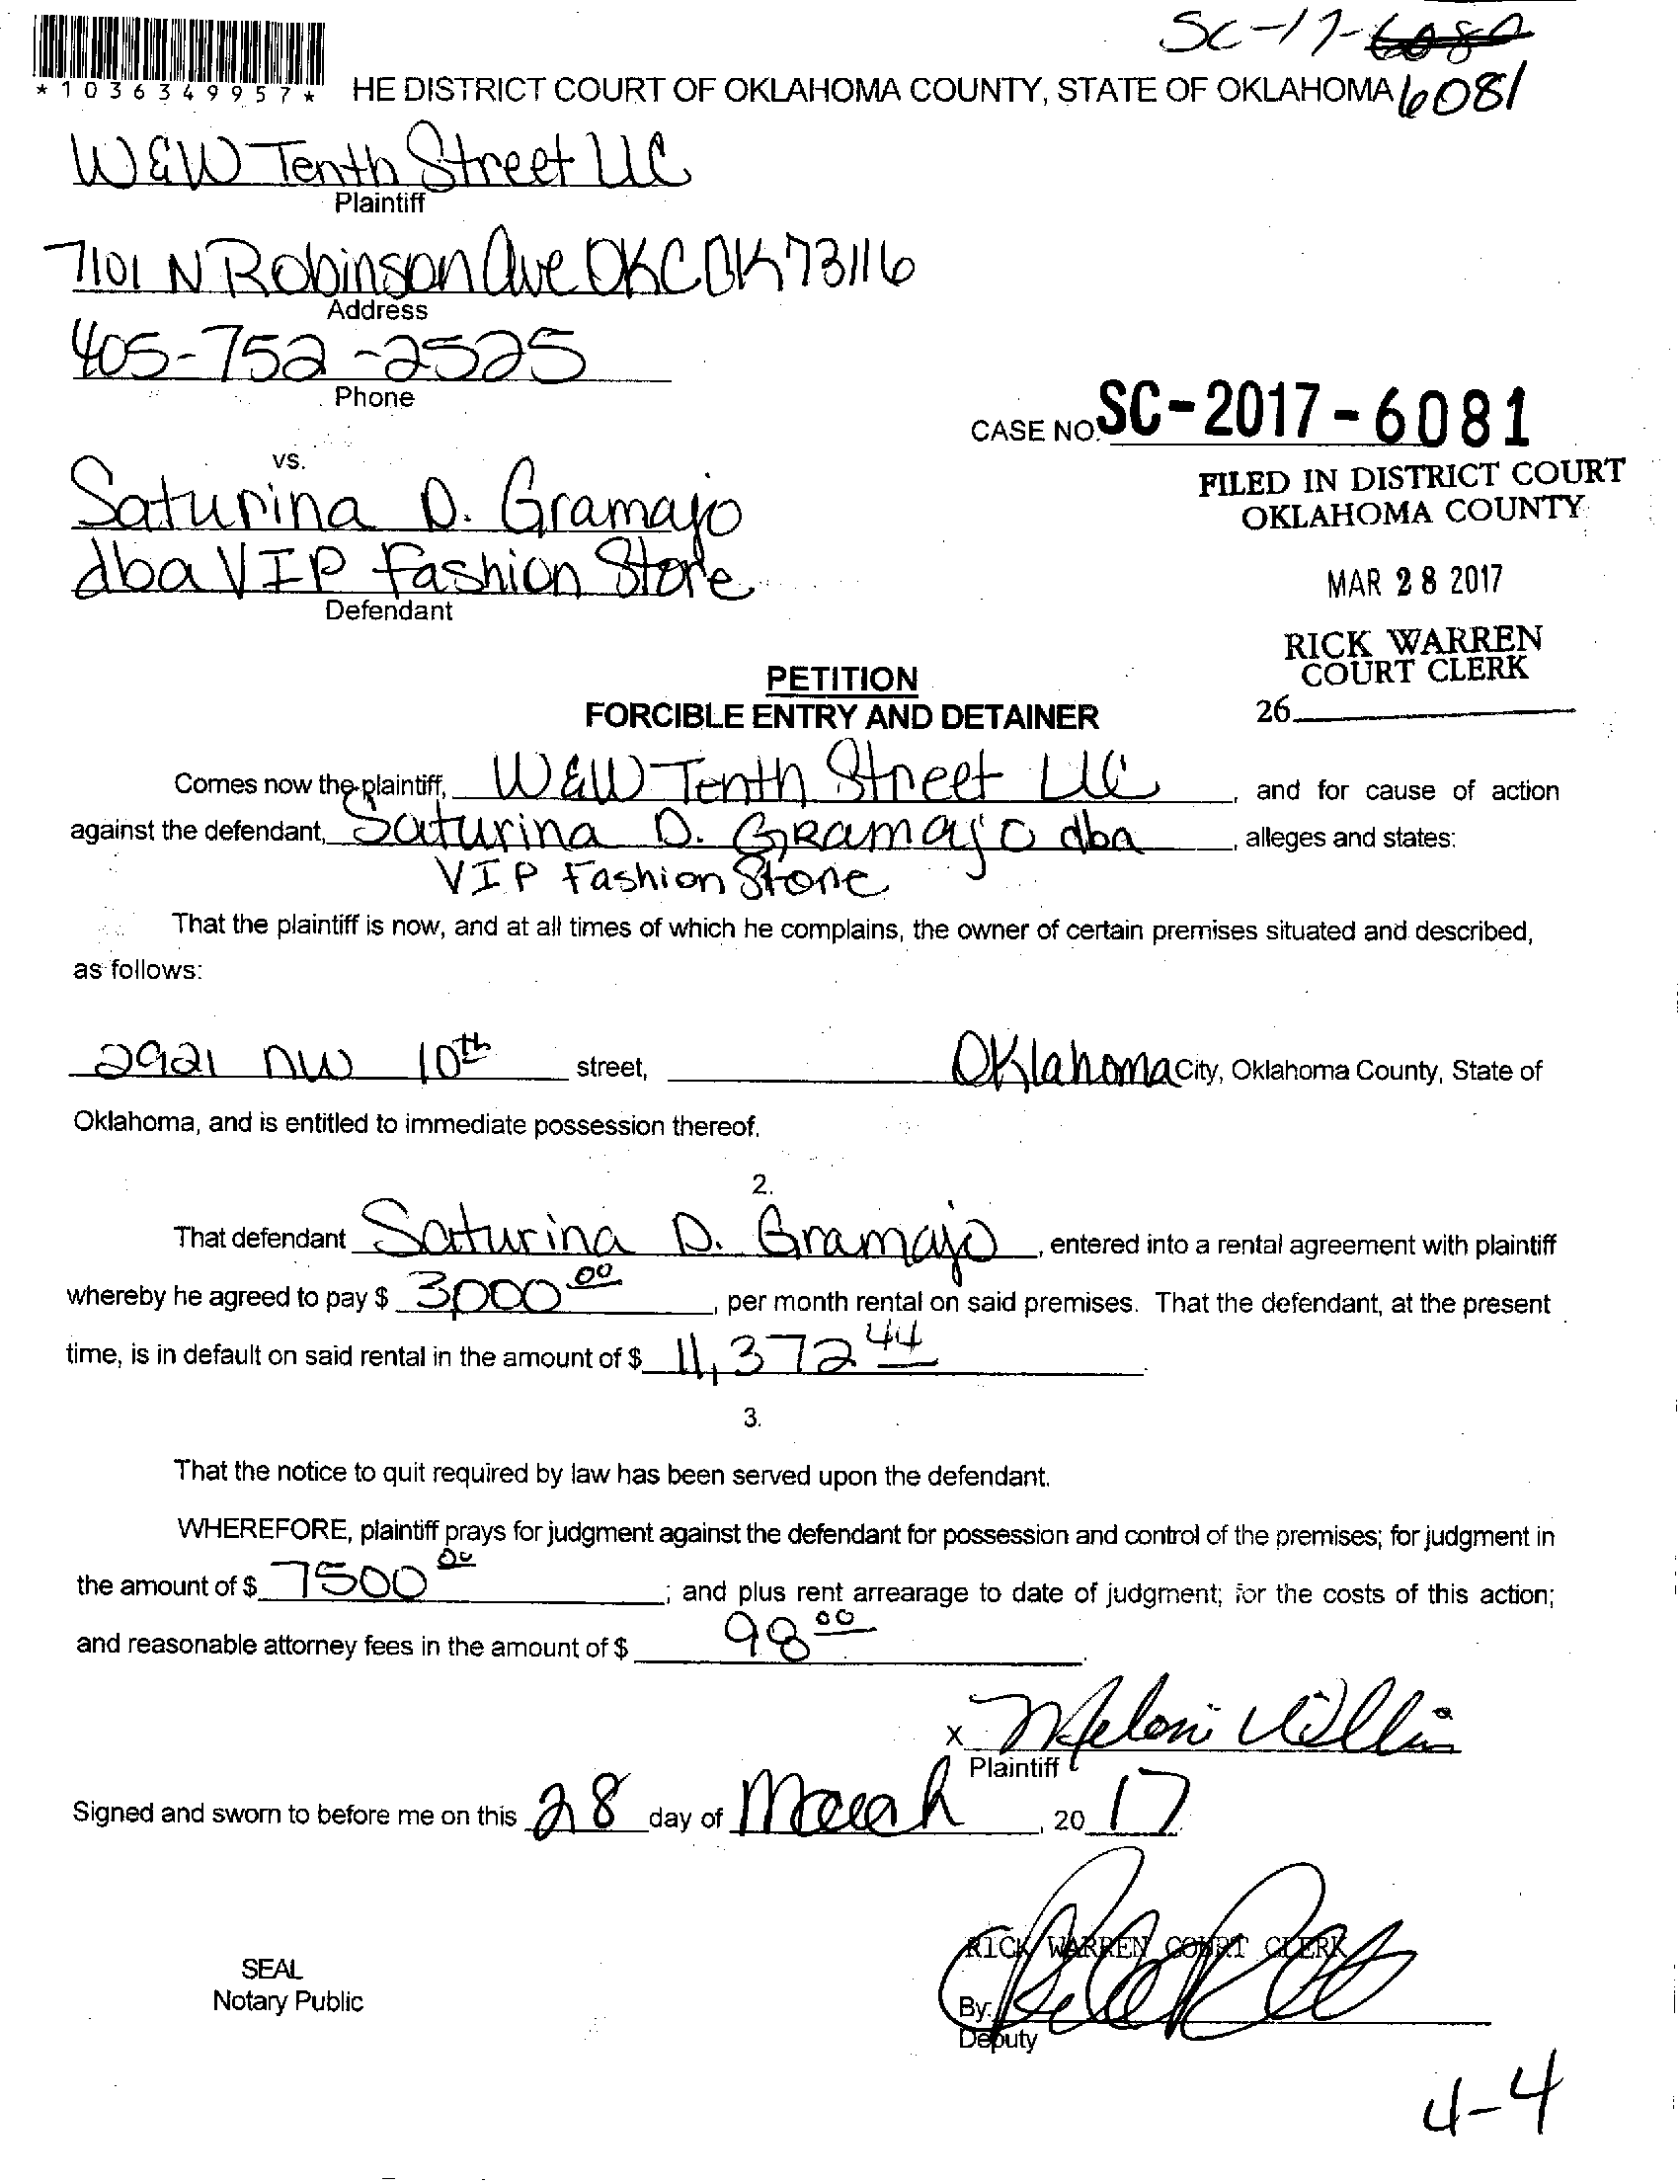 SC-17-6080
*1036349957*
HE DISTRICT COURT OF OKLAHOMA COUNTY, STATE OF OKLAHOMA 6081
W&W Tenth Street LLC
Plaintiff
7101 N Robinson Ave OKC OK 73116
Address
405-752-2525
Phone
CASE NO. SC-2017-6081
vs.
FILED IN DISTRICT COURT
OKLAHOMA COUNTY
Saturina D. Gramajo
dba VIP Fashion Store
Defendant
MAR 28 2017
RICK WARREN
COURT CLERK
26
PETITION
FORCIBLE ENTRY AND DETAINER
Comes now the plaintiff, W&W Tenth Street LLC, and for cause of action
against the defendant, Saturina D. Gramajo dba, alleges and states:
VIP Fashion Store
That the plaintiff is now, and at all times of which he complains, the owner of certain premises situated and described,
as follows:
2921 NW 10th street, Oklahoma City, Oklahoma County, State of
Oklahoma, and is entitled to immediate possession thereof.
2.
That defendant Saturina D. Gramajo, entered into a rental agreement with plaintiff
whereby he agreed to pay $ 3,000 00, per month rental on said premises. That the defendant, at the present
time, is in default on said rental in the amount of $ 11,372 44.
3.
That the notice to quit required by law has been served upon the defendant.
WHEREFORE, plaintiff prays for judgment against the defendant for possession and control of the premises; for judgment in
the amount of $ 7500 00; and plus rent arrearage to date of judgment; for the costs of this action;
and reasonable attorney fees in the amount of $ 98 00.
x Meloni Willis
Plaintiff
Signed and sworn to before me on this 28 day of March, 20 17
RICK WARREN COURT CLERK
SEAL
Notary Public
By:
Deputy
4-4